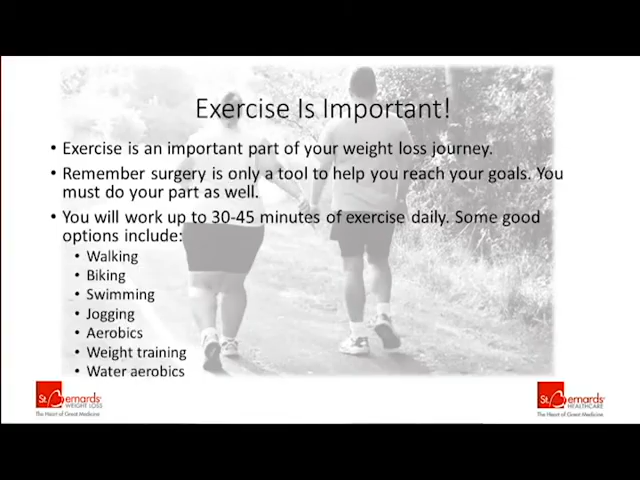 Exercise Is Important!
• Exercise is an important part of your weight loss journey.
• Remember surgery is only a tool to help you reach your goals. You
must do your part as well.
• You will work up to 30-45 minutes of exercise daily. Some good
options include:
• Walking
• Biking
• Swimming
• Jogging
• Aerobics
• Weight training
• Water aerobics
St. Bernards
WEIGHT LOSS
The Heart of Great Medicine
St. Bernards
HEALTHCARE
The Heart of Great Medicine